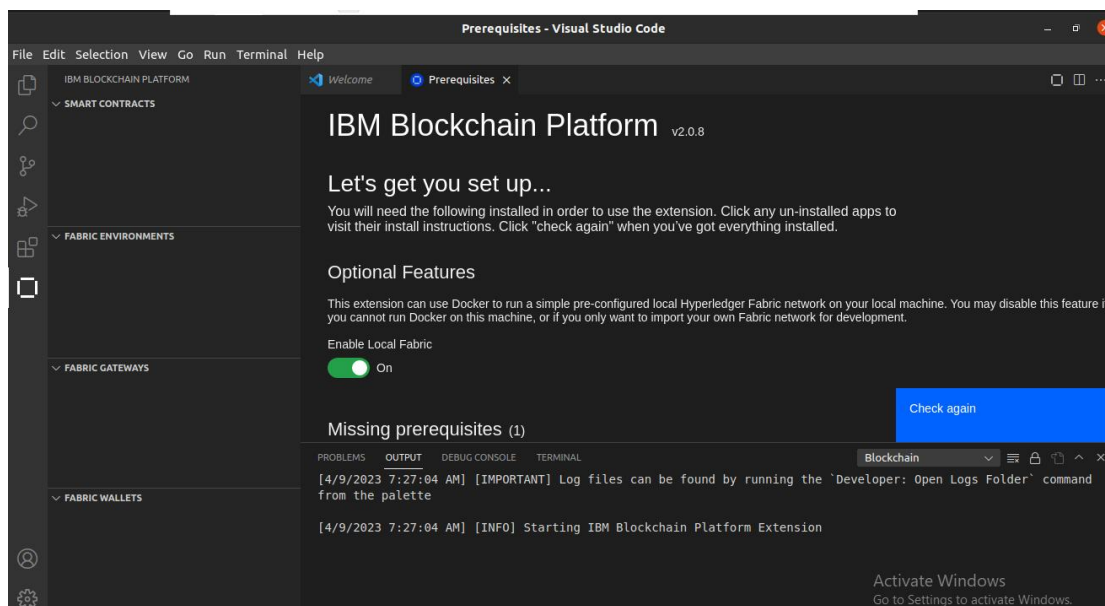 Prerequisites - Visual Studio Code
File Edit Selection View Go Run Terminal Help
IBM BLOCKCHAIN PLATFORM
SMART CONTRACTS
FABRIC ENVIRONMENTS
FABRIC GATEWAYS
FABRIC WALLETS
Welcome
Prerequisites
IBM Blockchain Platform v2.0.8
Let's get you set up...
You will need the following installed in order to use the extension. Click any un-installed apps to
visit their install instructions. Click "check again" when you've got everything installed.
Optional Features
This extension can use Docker to run a simple pre-configured local Hyperledger Fabric network on your local machine. You may disable this feature
you cannot run Docker on this machine, or if you only want to import your own Fabric network for development.
Enable Local Fabric
On
Check again
Missing prerequisites (1)
PROBLEMS OUTPUT DEBUG CONSOLE TERMINAL
Blockchain
[4/9/2023 7:27:04 AM] [IMPORTANT] Log files can be found by running the `Developer: Open Logs Folder` command
from the palette
[4/9/2023 7:27:04 AM] [INFO] Starting IBM Blockchain Platform Extension
Activate Windows
Go to Settings to activate Windows.